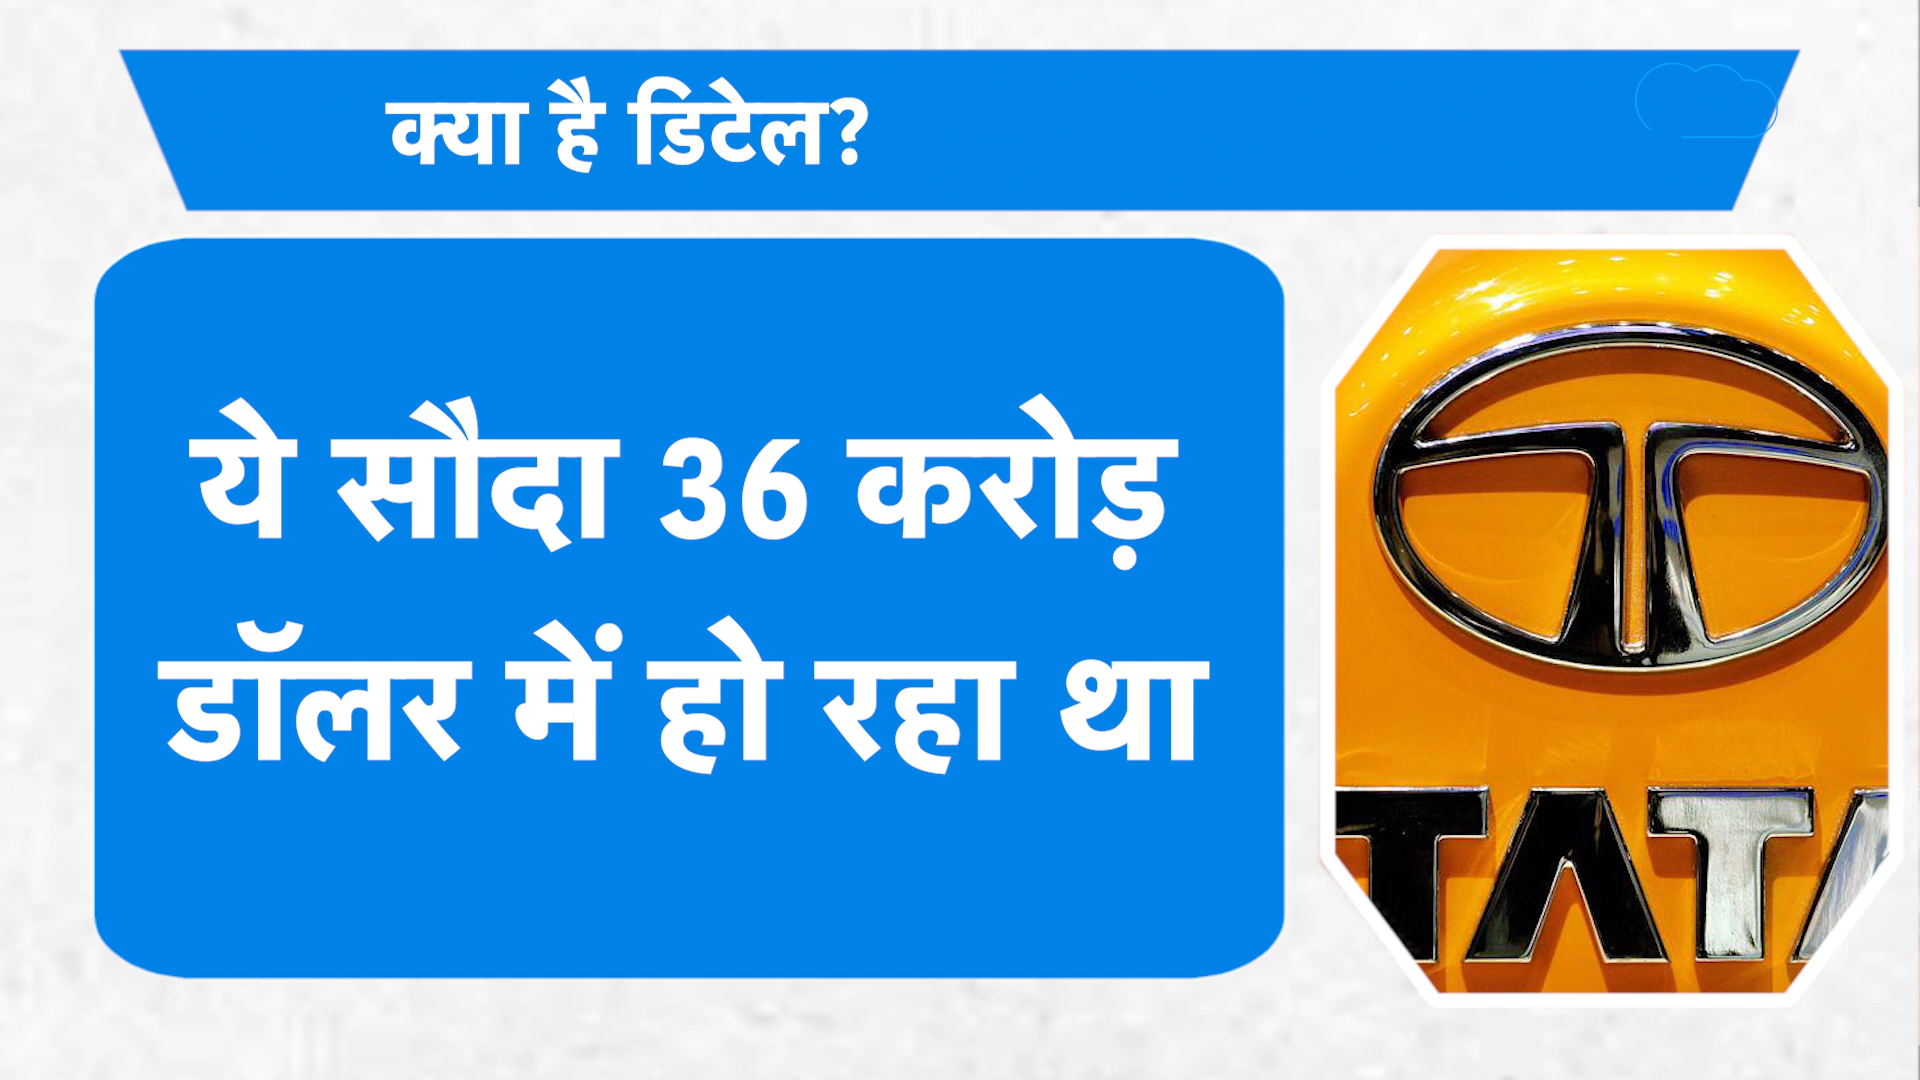 क्या है डिटेल?
ये सौदा 36 करोड़
डॉलर में हो रहा था
TATA